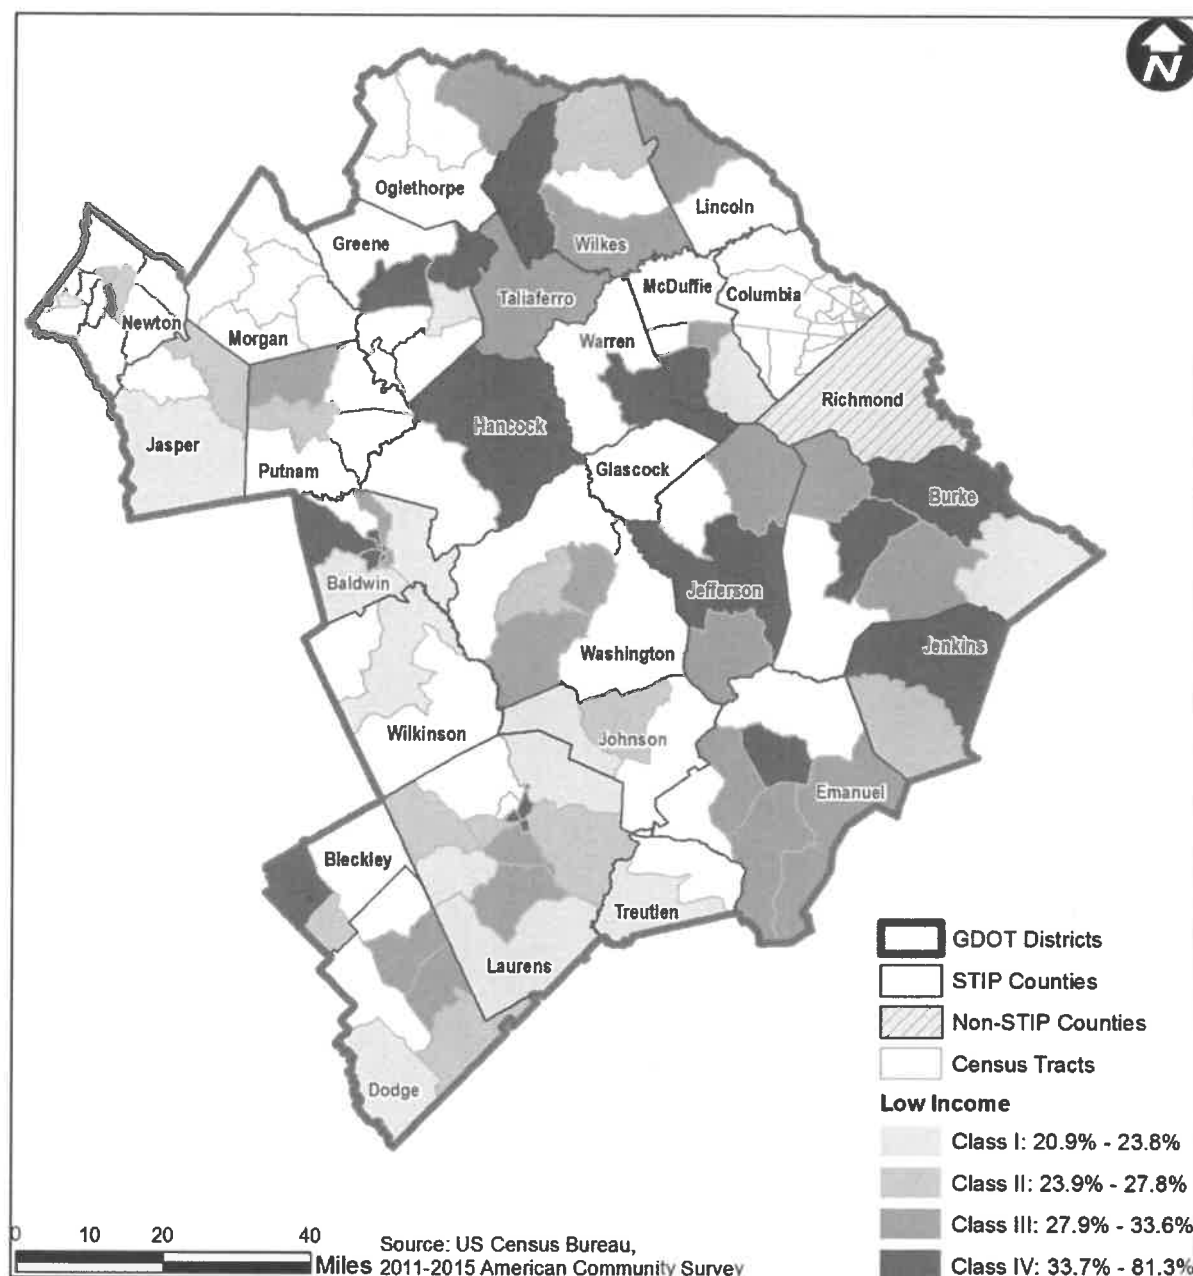 N
Oglethorpe
Lincoln
Greene
Wilkes
McDuffie
Columbia
Taliaferro
Newton
Morgan
Warren
Richmond
Hancock
Jasper
Putnam
Glascock
Burke
Baldwin
Jefferson
Washington
Jenkins
Wilkinson
Johnson
Emanuel
Bleckley
Treutlen
Laurens
Dodge
GDOT Districts
STIP Counties
Non-STIP Counties
Census Tracts
Low Income
Class I: 20.9% - 23.8%
Class II: 23.9% - 27.8%
Class III: 27.9% - 33.6%
Class IV: 33.7% - 81.3%
0 10 20 40
Miles
Source: US Census Bureau,
2011-2015 American Community Survey